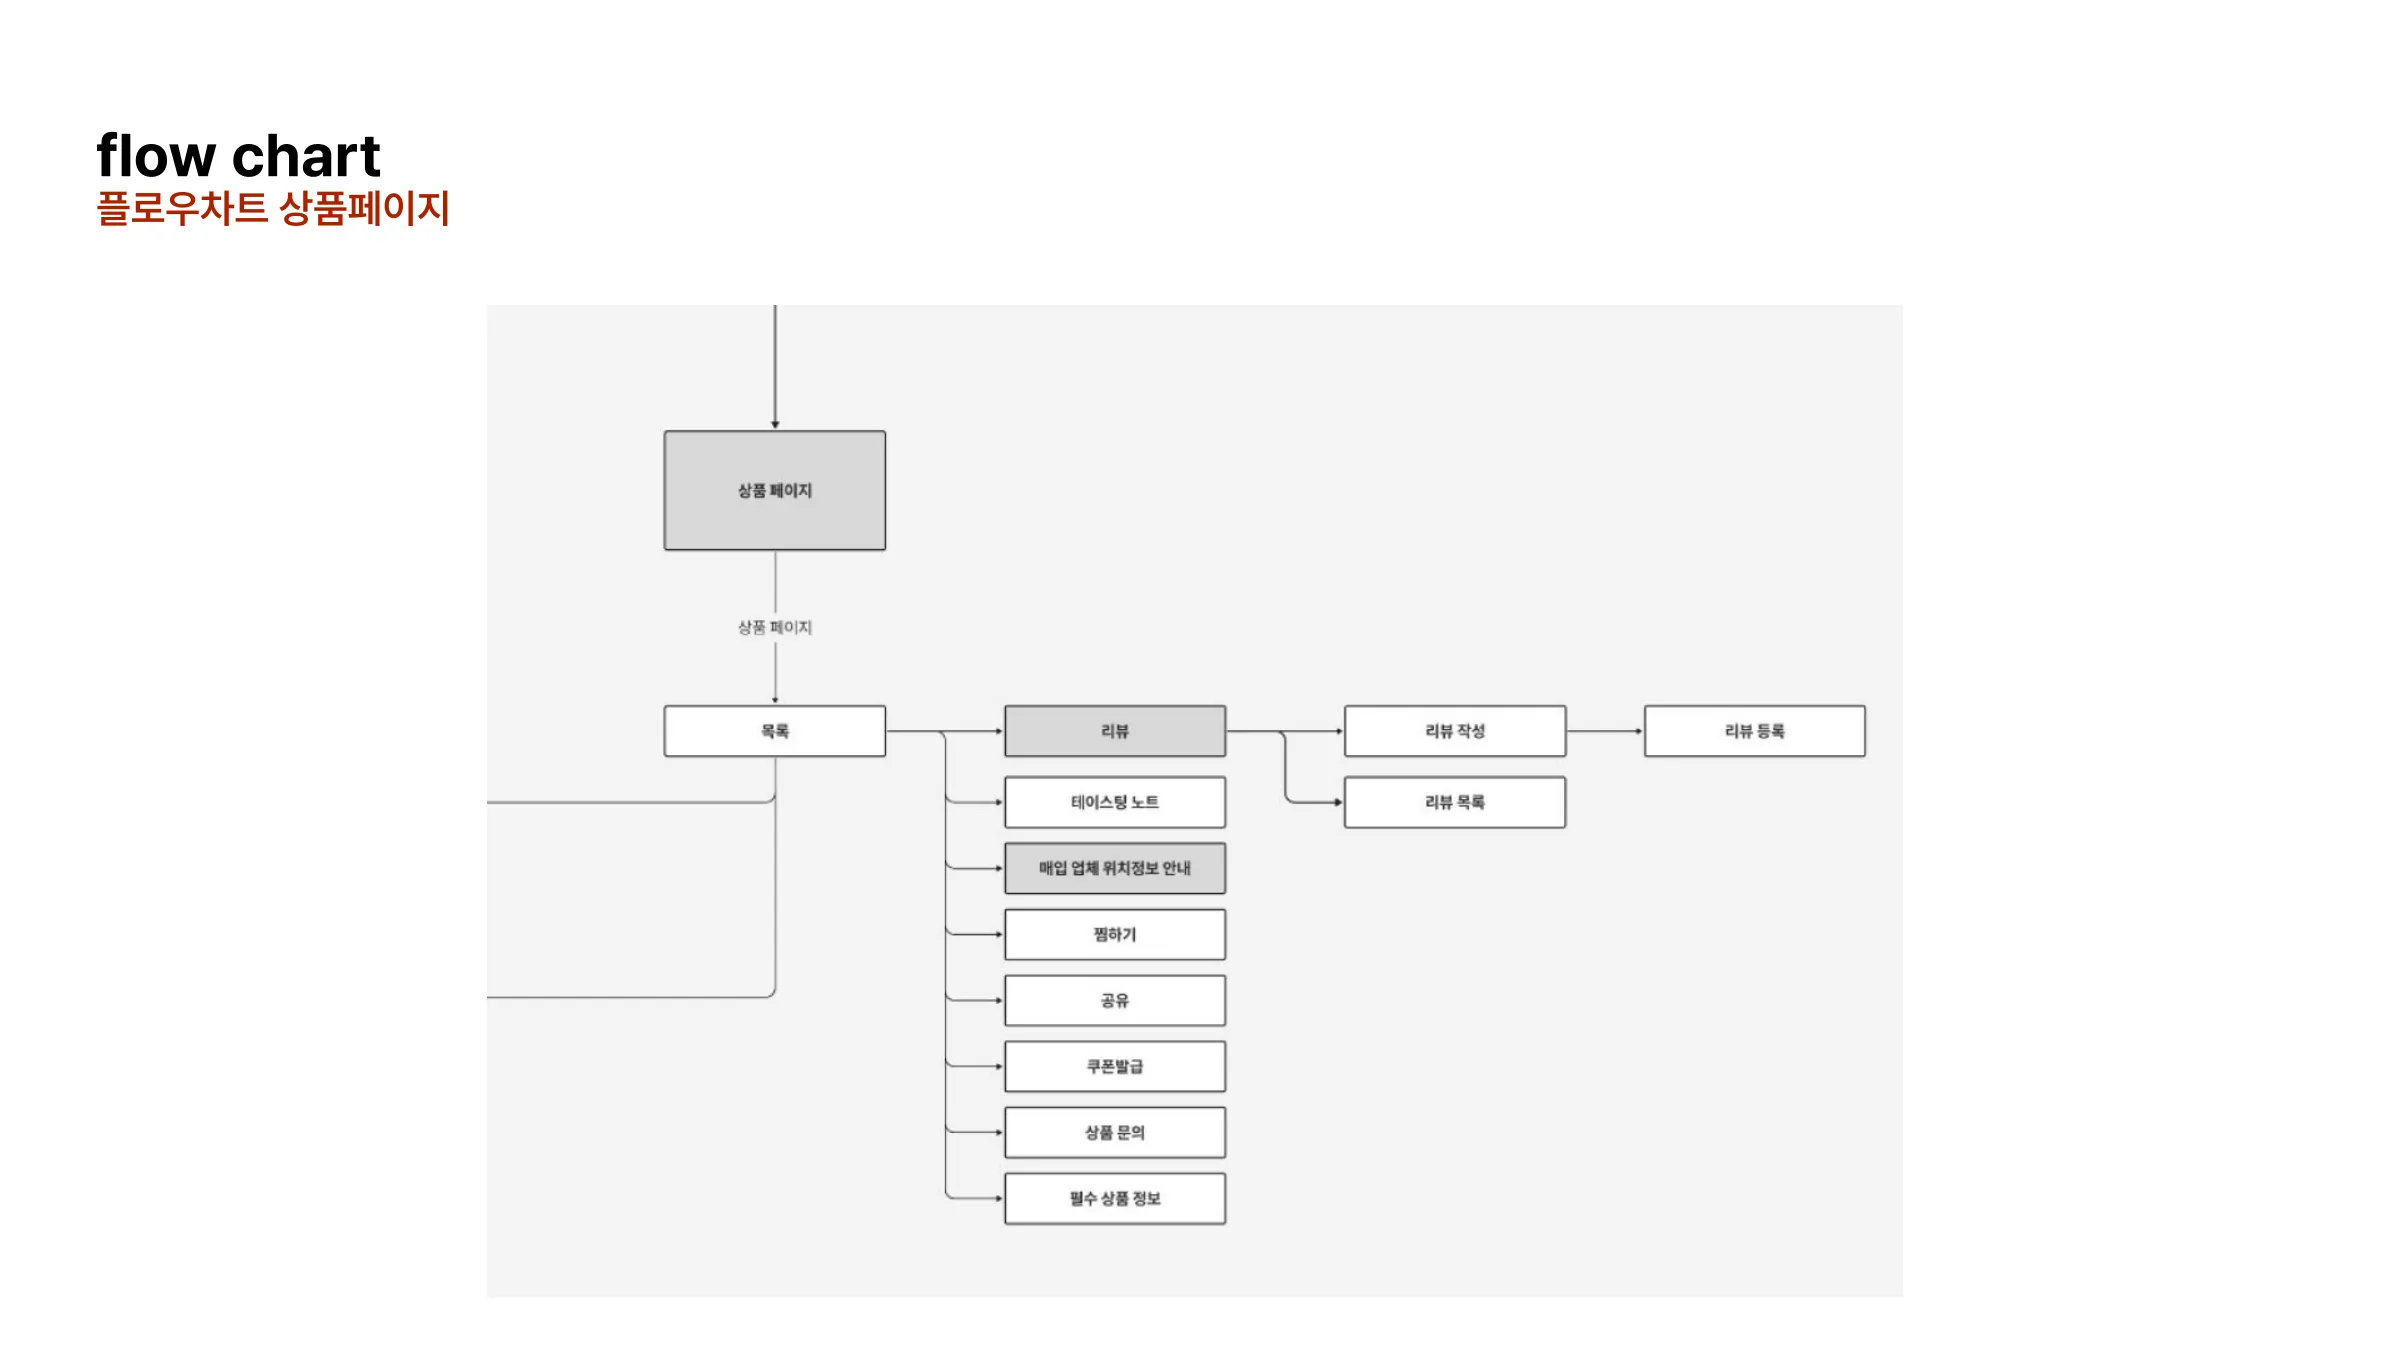 flow chart
플로우차트 상품페이지
상품 페이지
상품 페이지
목록
리뷰
리뷰 작성
리뷰 등록
테이스팅 노트
리뷰 목록
매입 업체 위치정보 안내
찜하기
공유
쿠폰발급
상품 문의
필수 상품 정보